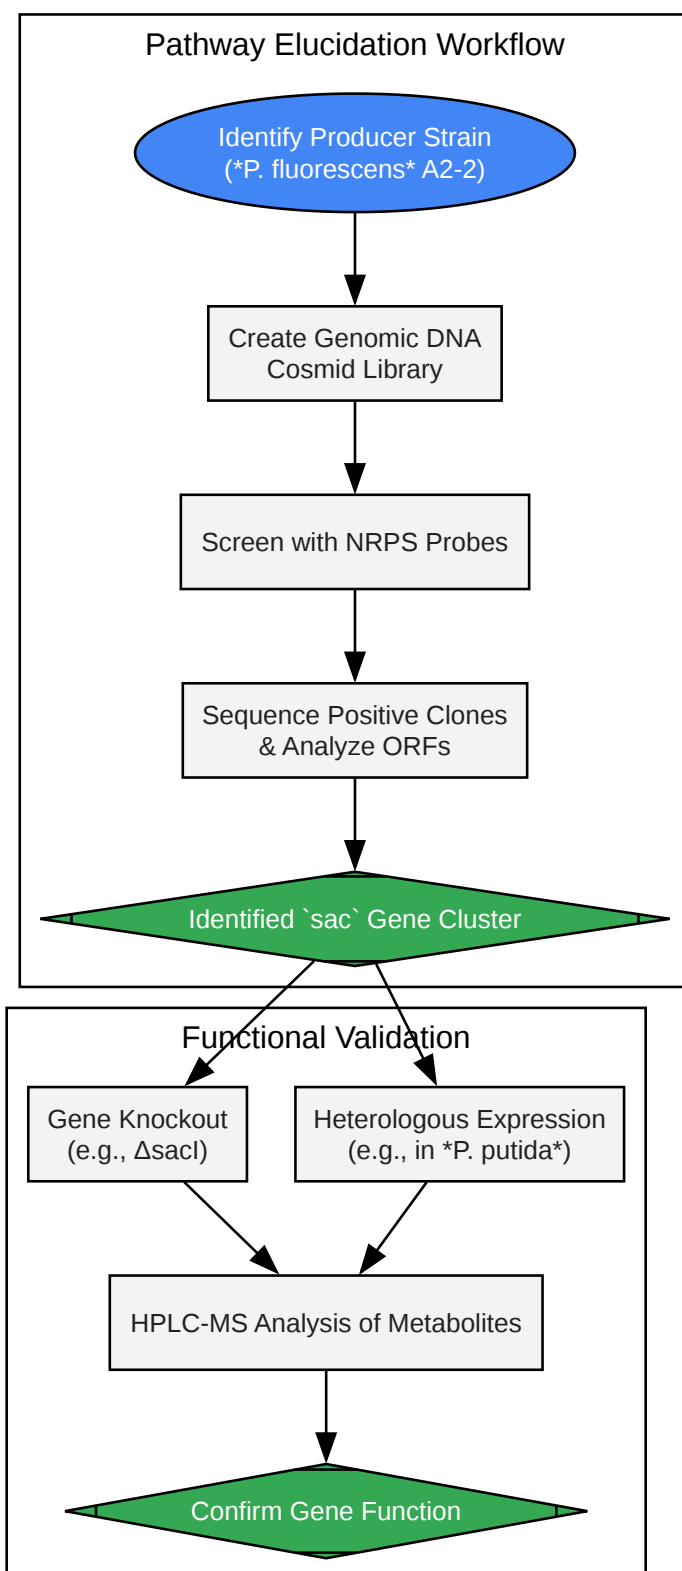 Pathway Elucidation Workflow
Identify Producer Strain
(*P. fluorescens* A2-2)
Create Genomic DNA
Cosmid Library
Screen with NRPS Probes
Sequence Positive Clones
& Analyze ORFs
Identified `sac` Gene Cluster
Functional Validation
Gene Knockout
(e.g., ΔsacI)
Heterologous Expression
(e.g., in *P. putida*)
HPLC-MS Analysis of Metabolites
Confirm Gene Function